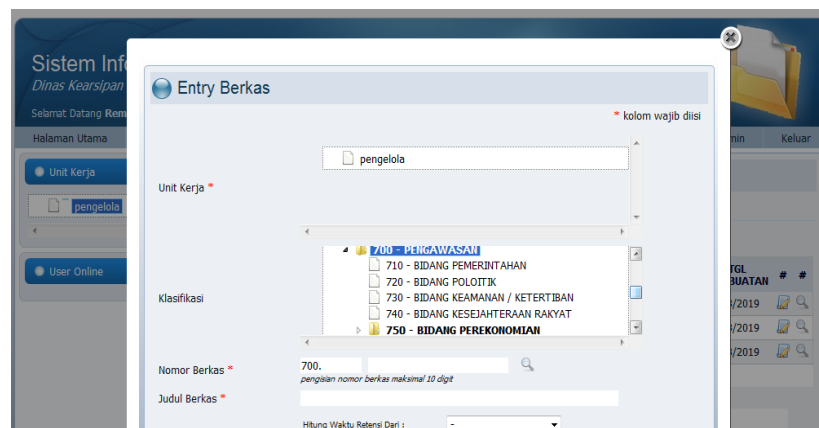 Sistem Info
Dinas Kearsipan
Selamat Datang Rem
Halaman Utama
min Keluar
Unit Kerja
pengelola
User Online
Entry Berkas
* kolom wajib diisi
Unit Kerja *
pengelola
Klasifikasi
700 - PENGAWASAN
710 - BIDANG PEMERINTAHAN
720 - BIDANG POLOITIK
730 - BIDANG KEAMANAN / KETERTIBAN
740 - BIDANG KESEJAHTERAAN RAKYAT
750 - BIDANG PEREKONOMIAN
Nomor Berkas * 700.
pengisian nomor berkas maksimal 10 digit
Judul Berkas *
Hitung Waktu Retensi Dari : -
TGL
BUATAN # #
/2019
/2019
/2019